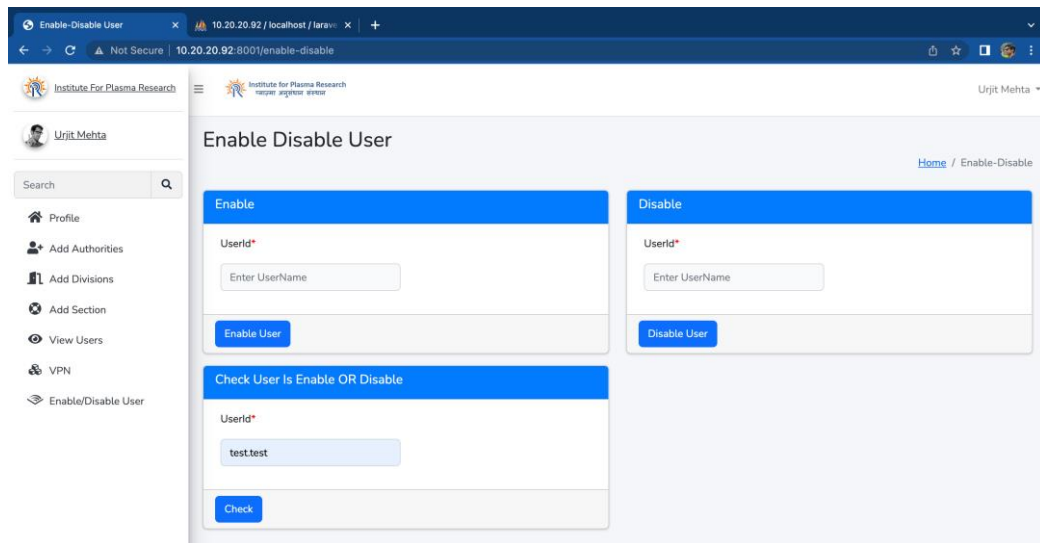 Enable-Disable User
10.20.20.92 / localhost / larave
Not Secure | 10.20.20.92:8001/enable-disable
Institute For Plasma Research
Institute for Plasma Research
प्लाज़्मा अनुसंधान संस्थान
Urjit Mehta
Urjit Mehta
Search
Profile
Add Authorities
Add Divisions
Add Section
View Users
VPN
Enable/Disable User
Enable Disable User
Home / Enable-Disable
Enable
UserId*
Enter UserName
Enable User
Disable
UserId*
Enter UserName
Disable User
Check User Is Enable OR Disable
UserId*
test.test
Check